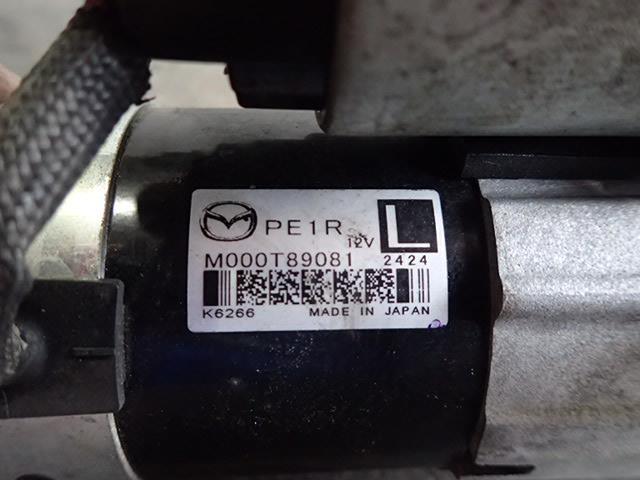 PE1R
12V
L
M000T89081 2424
K6266 MADE IN JAPAN